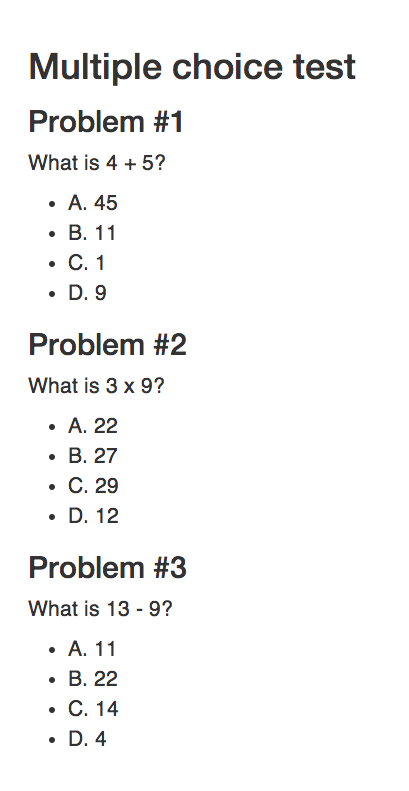 Multiple choice test
Problem #1
What is 4 + 5?
• A. 45
• B. 11
• C. 1
• D. 9
Problem #2
What is 3 x 9?
• A. 22
• B. 27
• C. 29
• D. 12
Problem #3
What is 13 - 9?
• A. 11
• B. 22
• C. 14
• D. 4